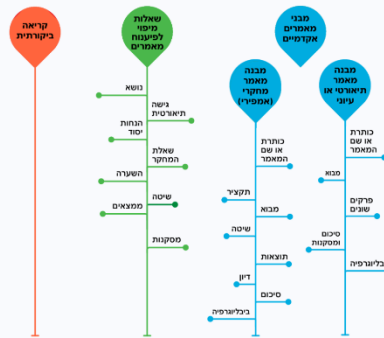 מבני
מאמרים
אקדמיים
מבנה
מאמר
תיאורטי או
עיוני
כותרת
או שם
המאמר
מבוא
פרקים
שונים
סיכום
ומסקנות
ביבליוגרפיה
מבנה
מאמר
מחקרי
(אמפירי)
כותרת
או שם
המאמר
תקציר
מבוא
שיטה
תוצאות
דיון
סיכום
ביבליוגרפיה
שאלות
מיפוי
לפיענוח
מאמרים
נושא
גישה
תיאורטית
הנחות
יסוד
שאלת
המחקר
השערה
שיטה
ממצאים
מסקנות
קריאה
ביקורתית